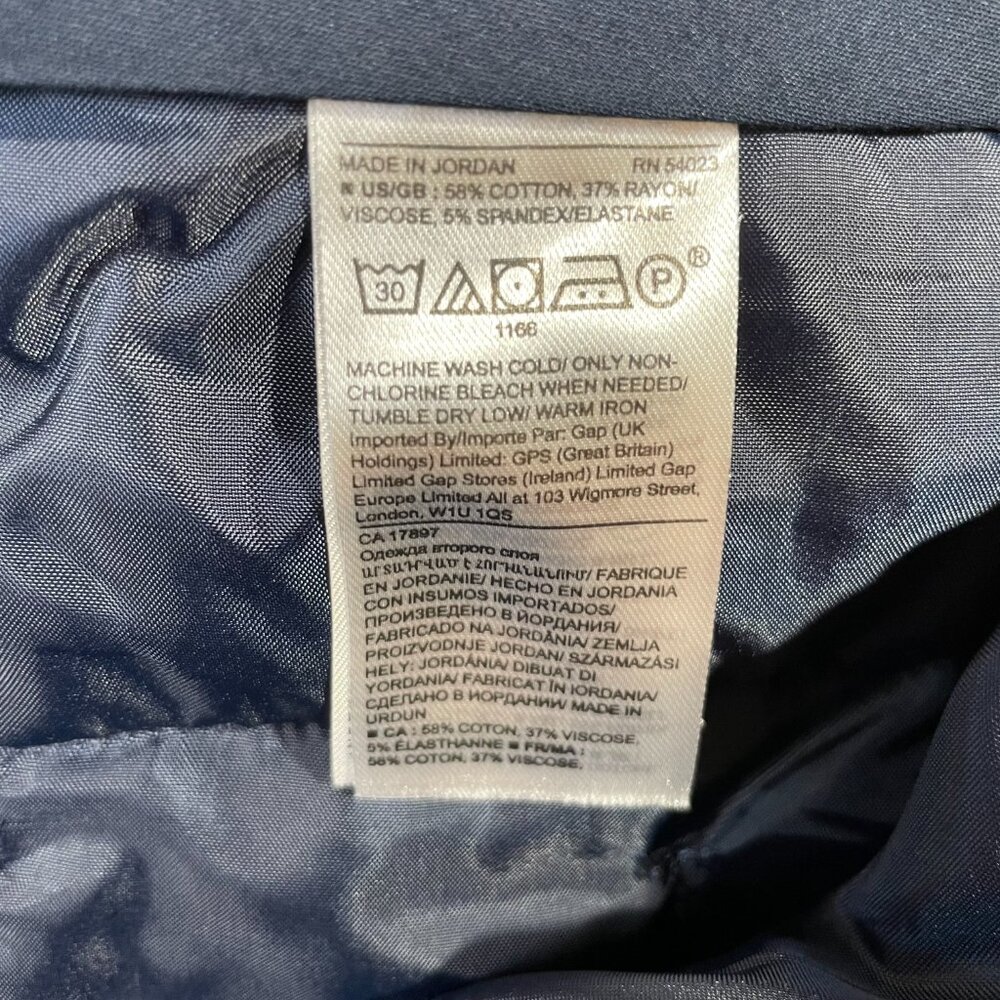 MADE IN JORDAN RN 54023
■ US/GB : 58% COTTON, 37% RAYON/
VISCOSE, 5% SPANDEX/ELASTANE
30 P®
1166
MACHINE WASH COLD/ ONLY NON-
CHLORINE BLEACH WHEN NEEDED/
TUMBLE DRY LOW/ WARM IRON
Imported By/Importe Par: Gap (UK
Holdings) Limited: GPS (Great Britain)
Limited Gap Stores (Ireland) Limited Gap
Europe Limited All at 103 Wigmore Street,
London, W1U 1QS
CA 17897
Одежда второго слоя
ԱՐՏԱԴՐՎԱԾ Է ՀՈՐԴԱՆԱՆՈՒՄ/ FABRIQUE
EN JORDANIE/ HECHO EN JORDANIA
CON INSUMOS IMPORTADOS/
ПРОИЗВЕДЕНО В ЙОРДАНИЯ/
FABRICADO NA JORDÂNIA/ ZEMLJA
PROIZVODNJE JORDAN/ SZÁRMAZÁSI
HELY: JORDÁNIA/ DIBUAT DI
YORDANIA/ FABRICAT ÎN IORDANIA/
СДЕЛАНО В ИОРДАНИИ/ MADE IN
URDUN
■ CA : 58% COTON, 37% VISCOSE,
5% ÉLASTHANNE ■ FR/MA :
58% COTON, 37% VISCOSE,